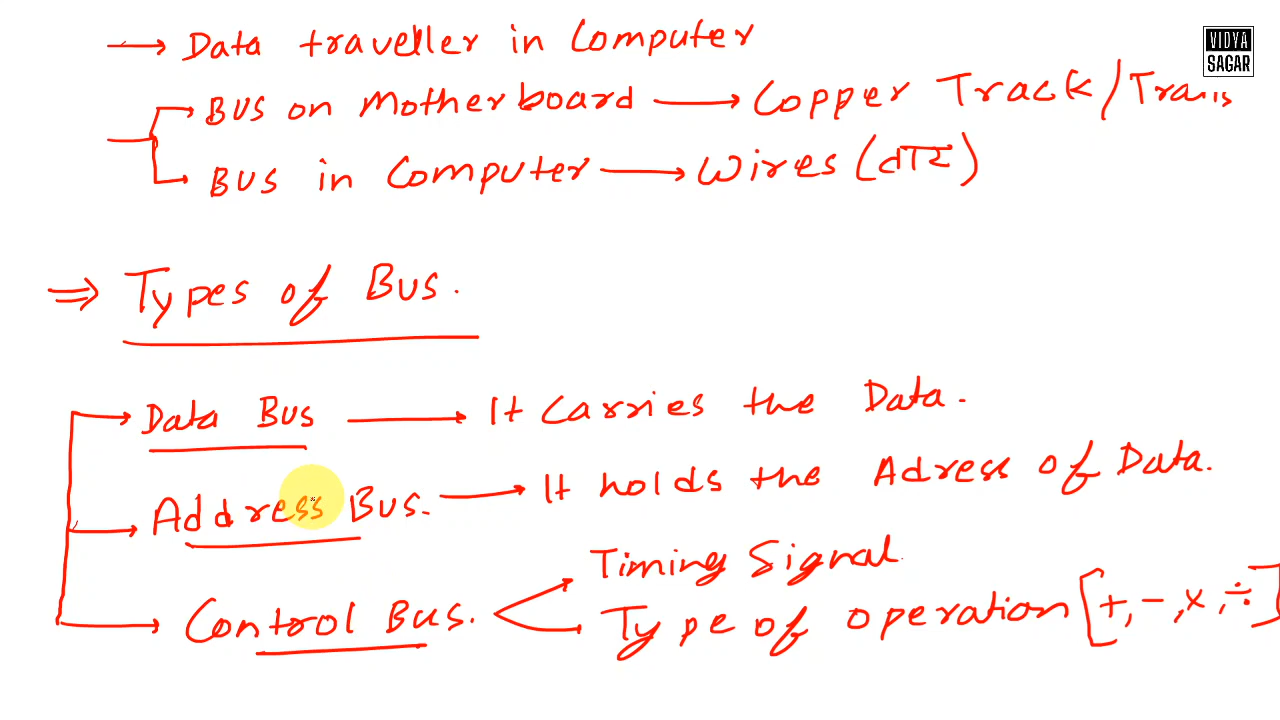 VIDYA
SAGAR
→ Data traveller in Computer
BUS on Motherboard → Copper Track/Trans
BUS in Computer → Wires (तार)
⇒ Types of Bus.
Data Bus → It Carries the Data.
Address Bus. → It holds the Adress of Data.
Control Bus. Timing Signal
Type of operation [+, -, x, ÷]